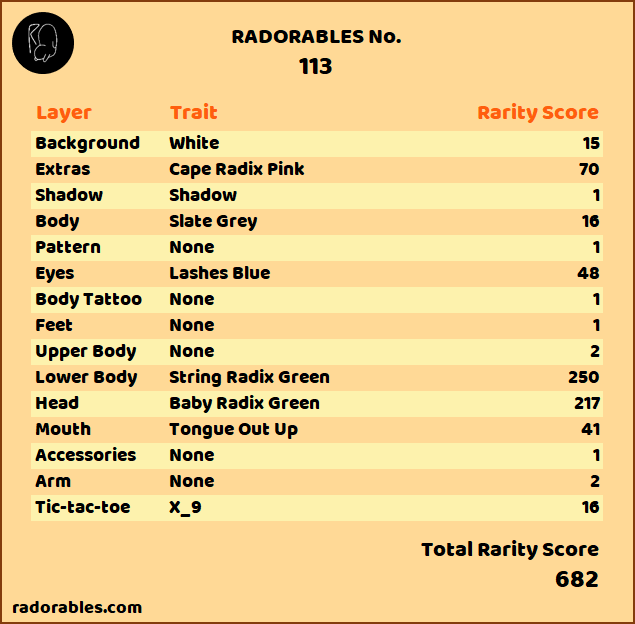 RADORABLES No.
113
Layer Trait Rarity Score
Background White 15
Extras Cape Radix Pink 70
Shadow Shadow 1
Body Slate Grey 16
Pattern None 1
Eyes Lashes Blue 48
Body Tattoo None 1
Feet None 1
Upper Body None 2
Lower Body String Radix Green 250
Head Baby Radix Green 217
Mouth Tongue Out Up 41
Accessories None 1
Arm None 2
Tic-tac-toe X_9 16
Total Rarity Score
682
radorables.com